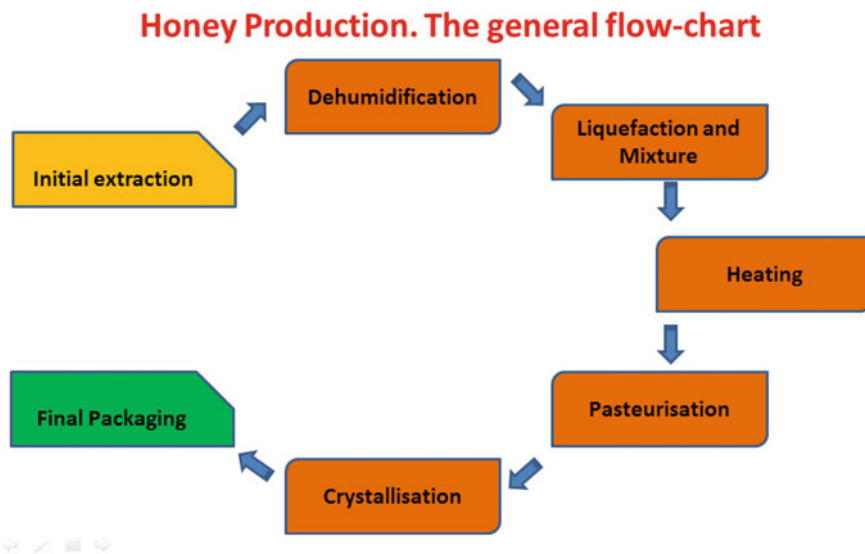 Honey Production. The general flow-chart
Initial extraction
Dehumidification
Liquefaction and
Mixture
Heating
Pasteurisation
Crystallisation
Final Packaging